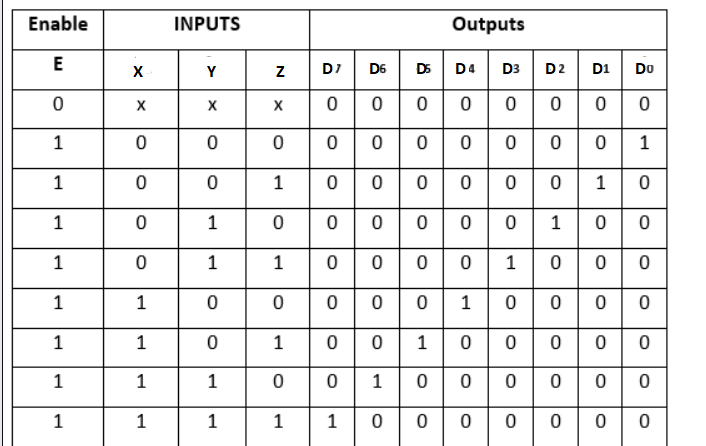 Enable INPUTS Outputs
E X Y Z D7 D6 D5 D4 D3 D2 D1 D0
0 x x x 0 0 0 0 0 0 0 0
1 0 0 0 0 0 0 0 0 0 0 1
1 0 0 1 0 0 0 0 0 0 1 0
1 0 1 0 0 0 0 0 0 1 0 0
1 0 1 1 0 0 0 0 1 0 0 0
1 1 0 0 0 0 0 1 0 0 0 0
1 1 0 1 0 0 1 0 0 0 0 0
1 1 1 0 0 1 0 0 0 0 0 0
1 1 1 1 1 0 0 0 0 0 0 0